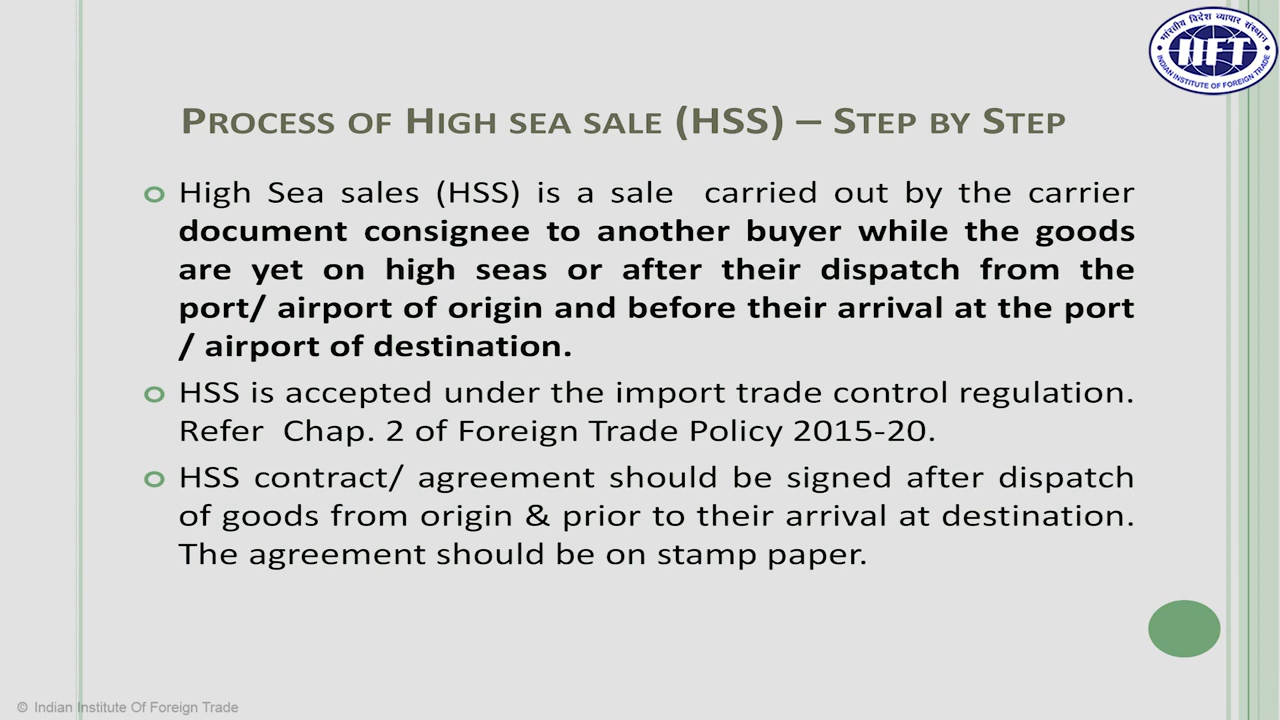 भारतीय विदेश व्यापार संस्थान
IIFT
INDIAN INSTITUTE OF FOREIGN TRADE
PROCESS OF HIGH SEA SALE (HSS) – STEP BY STEP
High Sea sales (HSS) is a sale carried out by the carrier
document consignee to another buyer while the goods
are yet on high seas or after their dispatch from the
port/ airport of origin and before their arrival at the port
/ airport of destination.
HSS is accepted under the import trade control regulation.
Refer Chap. 2 of Foreign Trade Policy 2015-20.
HSS contract/ agreement should be signed after dispatch
of goods from origin & prior to their arrival at destination.
The agreement should be on stamp paper.
© Indian Institute Of Foreign Trade